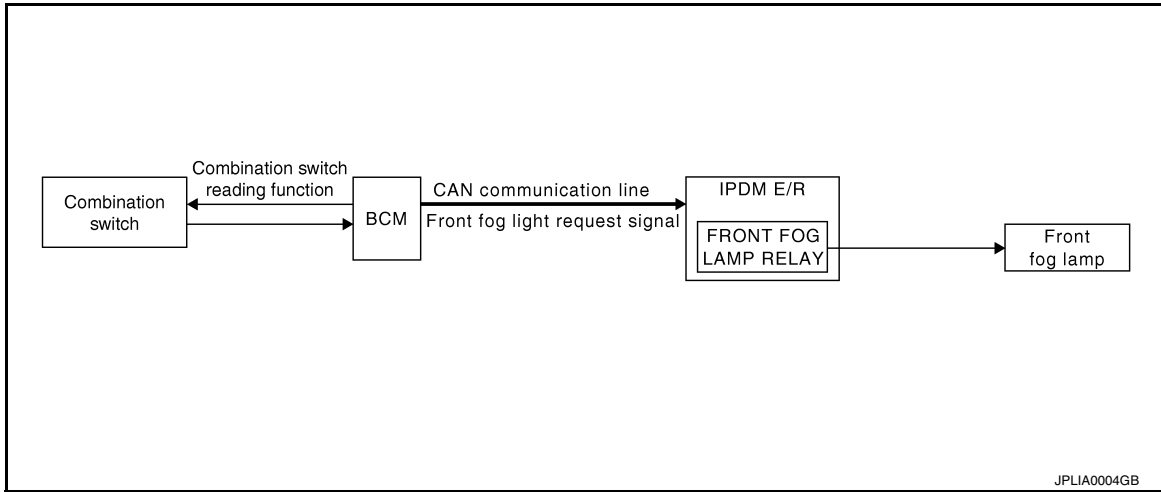 Combination
switch
Combination switch
reading function
BCM
CAN communication line
Front fog light request signal
IPDM E/R
FRONT FOG
LAMP RELAY
Front
fog lamp
JPLIA0004GB